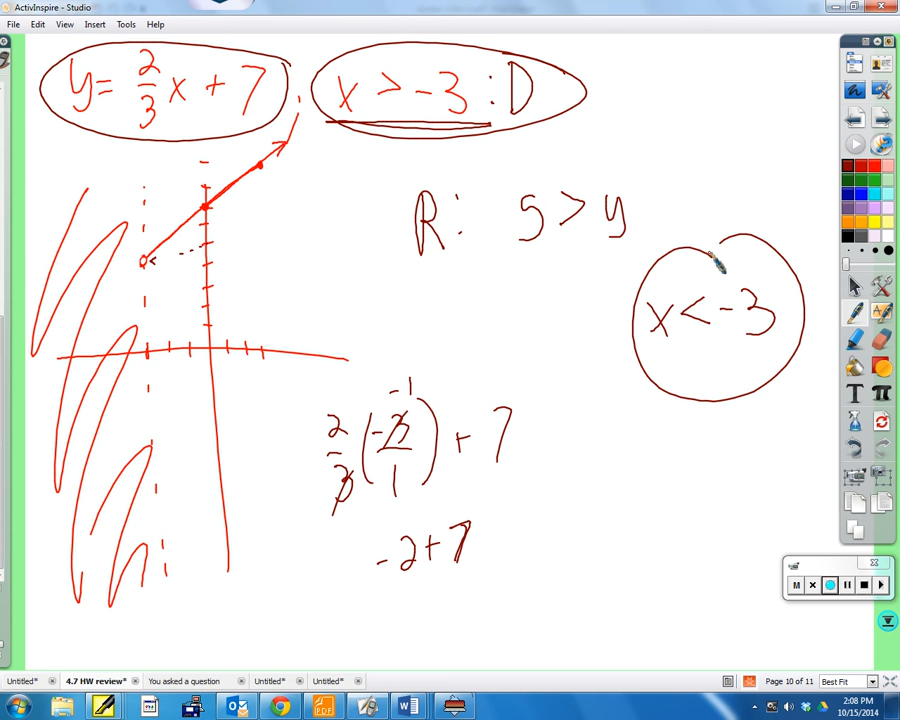 ActivInspire - Studio
File Edit View Insert Tools Help
y = 2/3 x + 7
x > -3 : D
R: 5 > y
x < -3
2/3 (-3/1) + 7
-1
-2 + 7
M
Untitled* 4.7 HW review* You asked a question Untitled* Untitled* Page 10 of 11 Best Fit
2:08 PM
10/15/2014